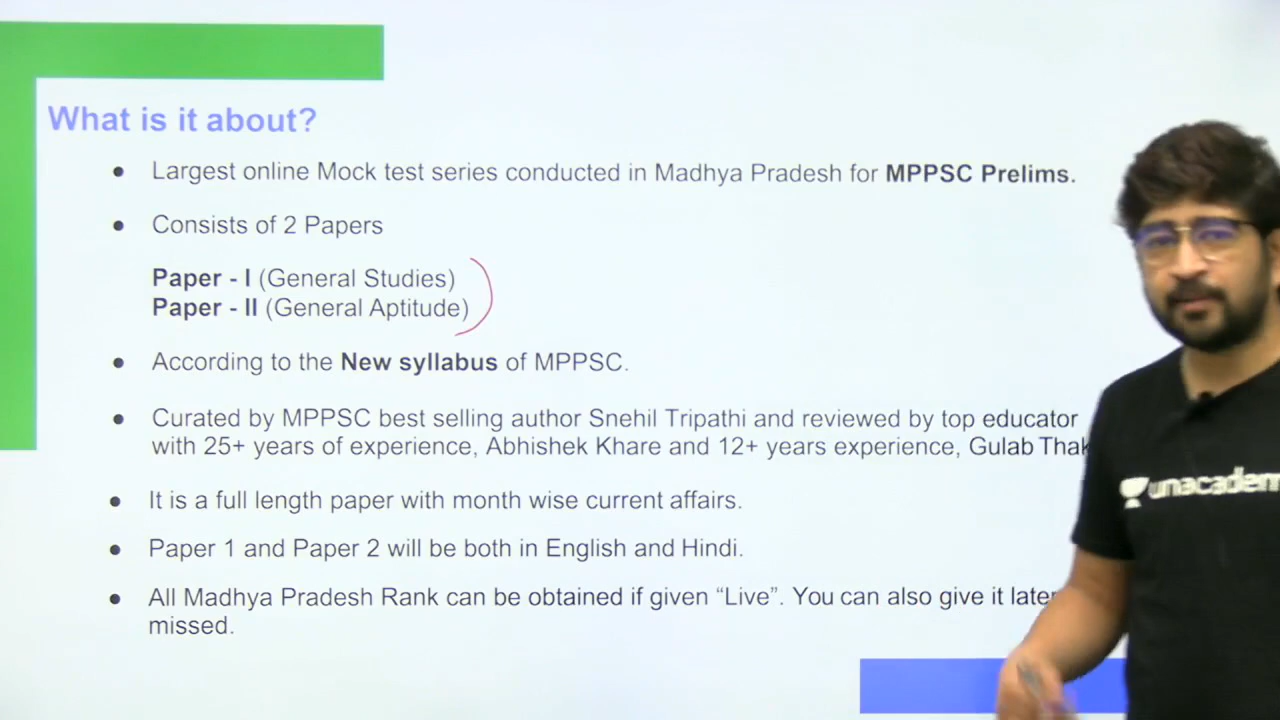 What is it about?
● Largest online Mock test series conducted in Madhya Pradesh for MPPSC Prelims.
● Consists of 2 Papers
Paper - I (General Studies)
Paper - II (General Aptitude)
● According to the New syllabus of MPPSC.
● Curated by MPPSC best selling author Snehil Tripathi and reviewed by top educator
with 25+ years of experience, Abhishek Khare and 12+ years experience, Gulab
● It is a full length paper with month wise current affairs.
● Paper 1 and Paper 2 will be both in English and Hindi.
● All Madhya Pradesh Rank can be obtained if given “Live”. You can also give it
missed.